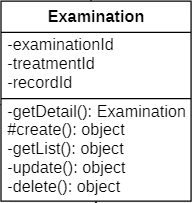 Examination
-examinationId
-treatmentId
-recordId
-getDetail(): Examination
#create(): object
-getList(): object
-update(): object
-delete(): object